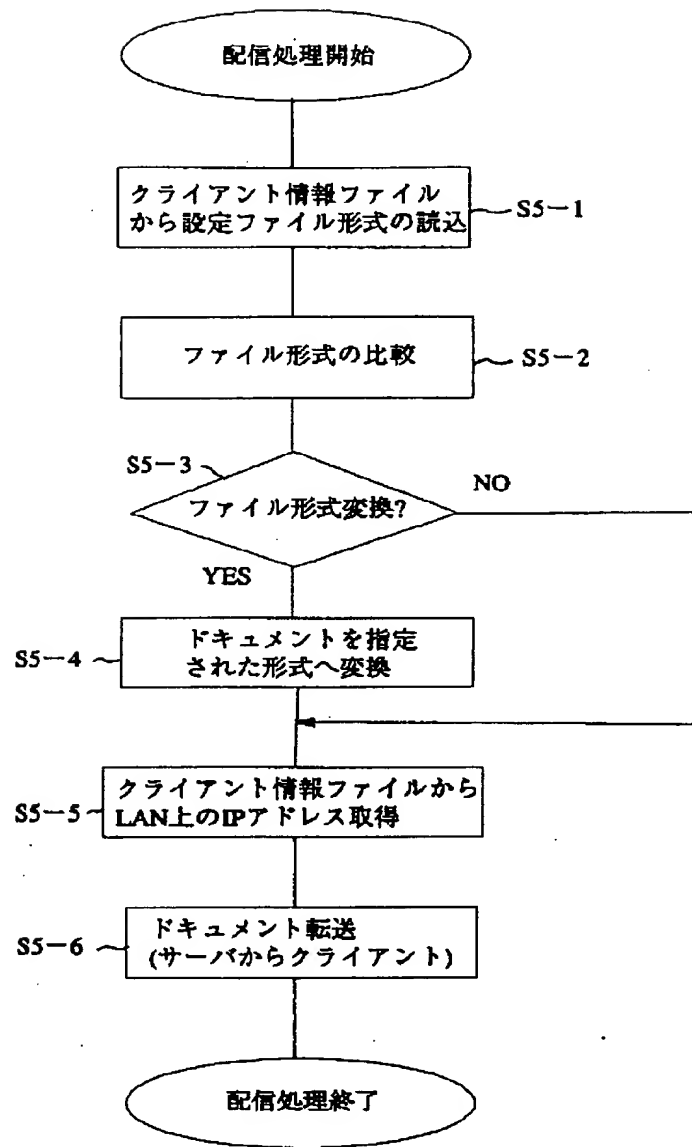 配信処理開始
クライアント情報ファイル
から設定ファイル形式の読込
S5-1
ファイル形式の比較
S5-2
S5-3
ファイル形式変換?
NO
YES
ドキュメントを指定
された形式へ変換
S5-4
クライアント情報ファイルから
LAN上のIPアドレス取得
S5-5
ドキュメント転送
(サーバからクライアント)
S5-6
配信処理終了